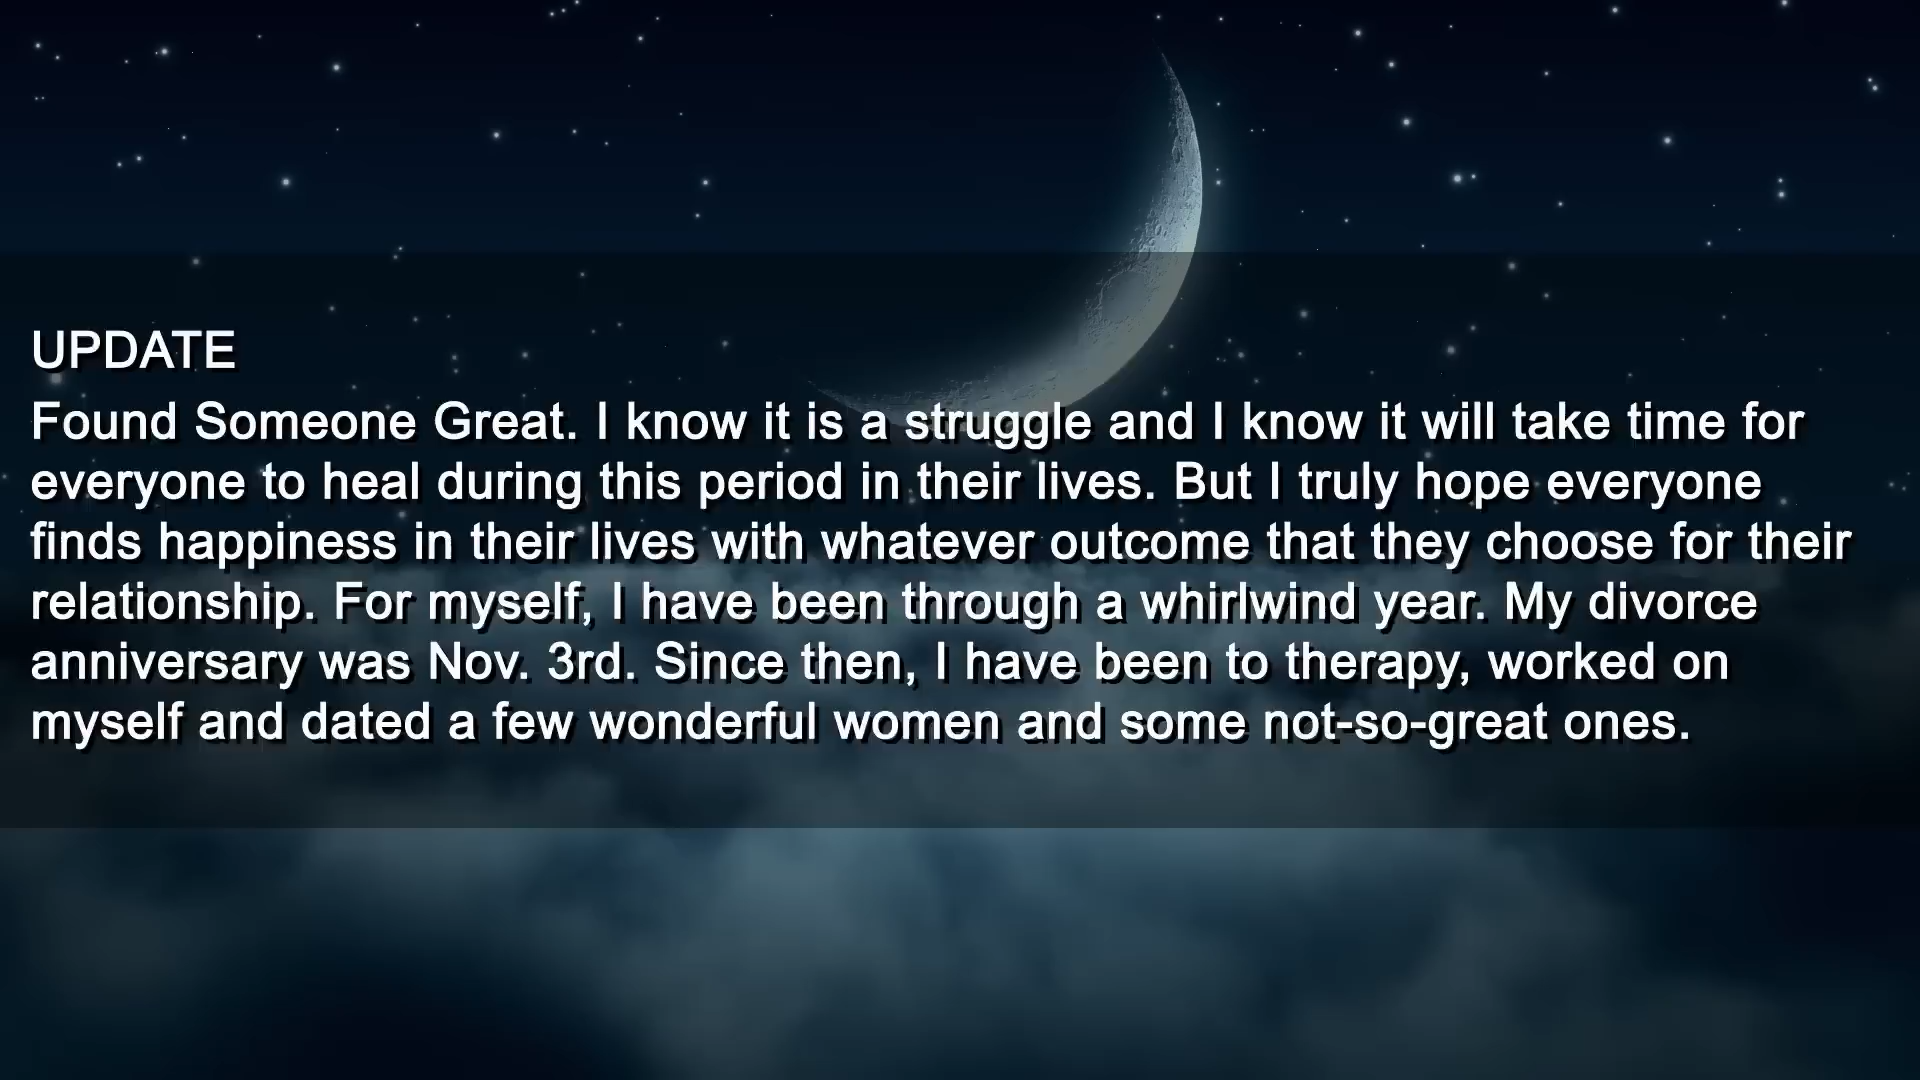 UPDATE
Found Someone Great. I know it is a struggle and I know it will take time for
everyone to heal during this period in their lives. But I truly hope everyone
finds happiness in their lives with whatever outcome that they choose for their
relationship. For myself, I have been through a whirlwind year. My divorce
anniversary was Nov. 3rd. Since then, I have been to therapy, worked on
myself and dated a few wonderful women and some not-so-great ones.